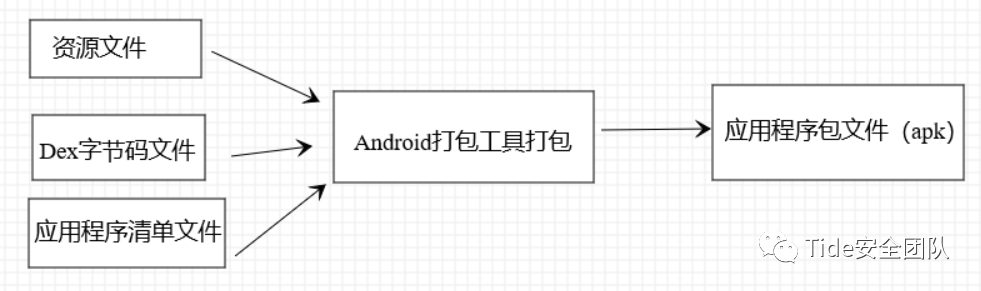 资源文件
Dex字节码文件
应用程序清单文件
Android打包工具打包
应用程序包文件（apk）
Tide安全团队